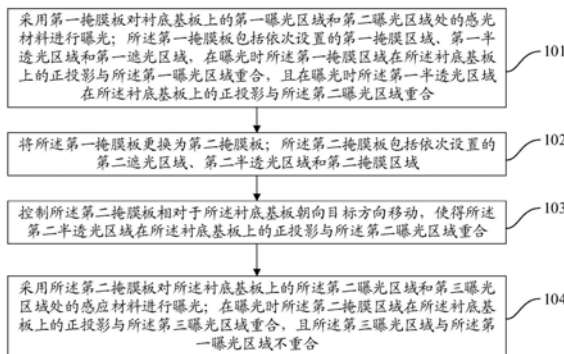 采用第一掩膜板对衬底基板上的第一曝光区域和第二曝光区域处的感光
材料进行曝光；所述第一掩膜板包括依次设置的第一掩膜区域、第一半
透光区域和第一遮光区域，在曝光时所述第一掩膜区域在所述衬底基板
上的正投影与所述第一曝光区域重合，且在曝光时所述第一半透光区域
在所述衬底基板上的正投影与所述第二曝光区域重合
101
将所述第一掩膜板更换为第二掩膜板；所述第二掩膜板包括依次设置的
第二遮光区域、第二半透光区域和第二掩膜区域
102
控制所述第二掩膜板相对于所述衬底基板朝向目标方向移动，使得所述
第二半透光区域在所述衬底基板上的正投影与所述第二曝光区域重合
103
采用所述第二掩膜板对所述衬底基板上的所述第二曝光区域和第三曝光
区域处的感应材料进行曝光；在曝光时所述第二掩膜区域在所述衬底基
板上的正投影与所述第三曝光区域重合，且所述第三曝光区域与所述第
一曝光区域不重合
104